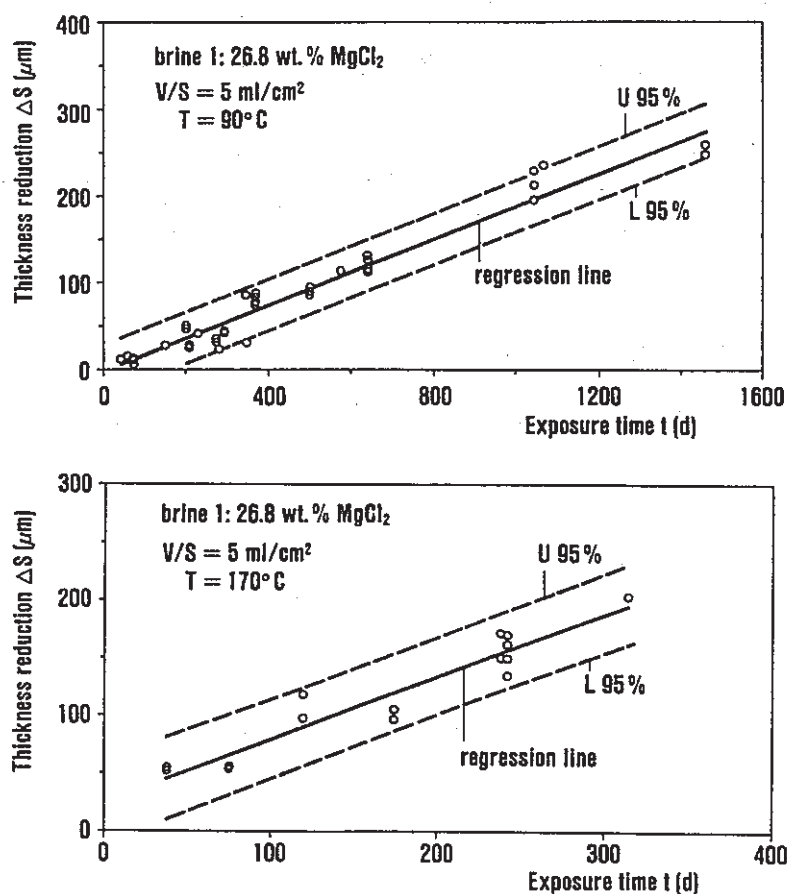 400
300
200
100
0
Thickness reduction ΔS (μm)
brine 1: 26.8 wt.% MgCl₂
V/S = 5 ml/cm²
T = 90°C
U 95%
L 95%
regression line
0 400 800 1200 1600
Exposure time t (d)
300
200
100
0
Thickness reduction ΔS (μm)
brine 1: 26.8 wt.% MgCl₂
V/S = 5 ml/cm²
T = 170°C
U 95%
L 95%
regression line
0 100 200 300 400
Exposure time t (d)